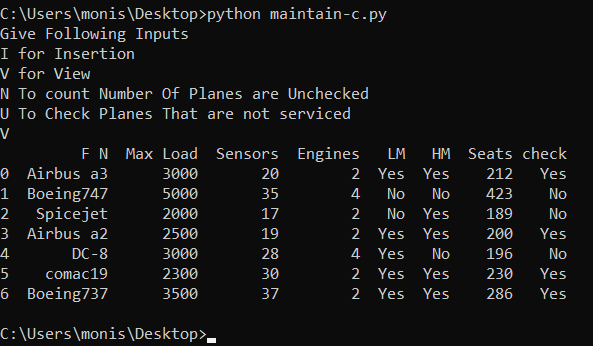 C:\Users\monis\Desktop>python maintain-c.py
Give Following Inputs
I for Insertion
V for View
N To count Number Of Planes are Unchecked
U To Check Planes That are not serviced
V
F N Max Load Sensors Engines LM HM Seats check
0 Airbus a3 3000 20 2 Yes Yes 212 Yes
1 Boeing747 5000 35 4 No No 423 No
2 Spicejet 2000 17 2 No Yes 189 No
3 Airbus a2 2500 19 2 Yes Yes 200 Yes
4 DC-8 3000 28 4 Yes No 196 No
5 comac19 2300 30 2 Yes Yes 230 Yes
6 Boeing737 3500 37 2 Yes Yes 286 Yes
C:\Users\monis\Desktop>